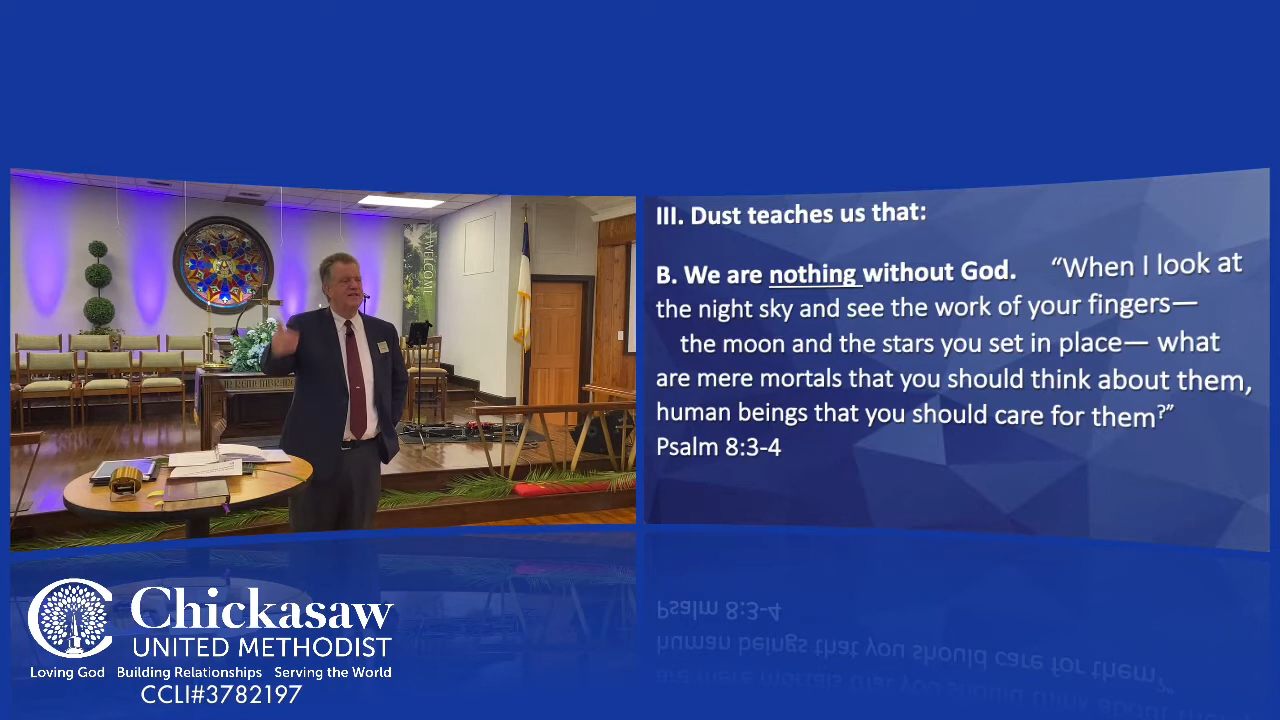 WELCOME
IN REMEMBRANCE
III. Dust teaches us that:
B. We are nothing without God. “When I look at
the night sky and see the work of your fingers—
the moon and the stars you set in place— what
are mere mortals that you should think about them,
human beings that you should care for them?”
Psalm 8:3-4
Chickasaw
UNITED METHODIST
Loving God Building Relationships Serving the World
CCLI#3782197